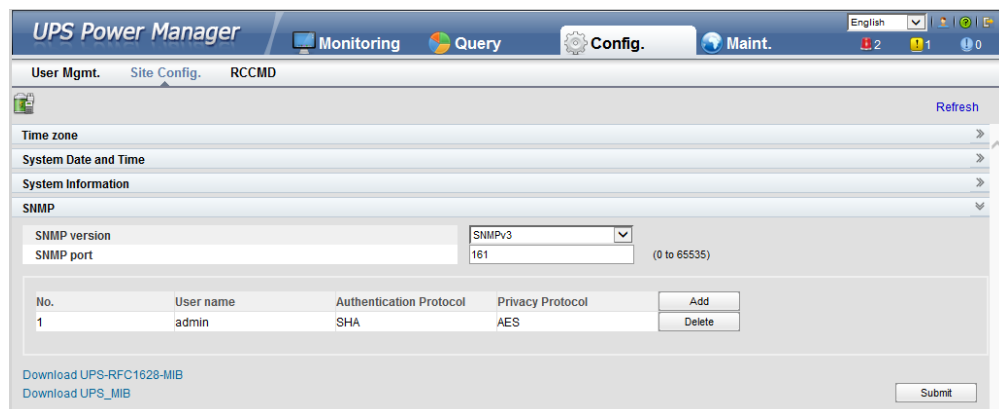 UPS Power Manager
Monitoring Query Config. Maint.
English
2 1 0
User Mgmt. Site Config. RCCMD
Refresh
Time zone
System Date and Time
System Information
SNMP
SNMP version SNMPv3
SNMP port 161 (0 to 65535)
No. User name Authentication Protocol Privacy Protocol Add
1 admin SHA AES Delete
Download UPS-RFC1628-MIB
Download UPS_MIB
Submit